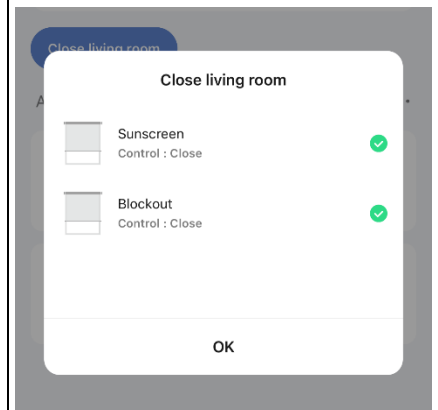 Close living room
Close living room
A
Sunscreen
Control : Close
Blockout
Control : Close
OK